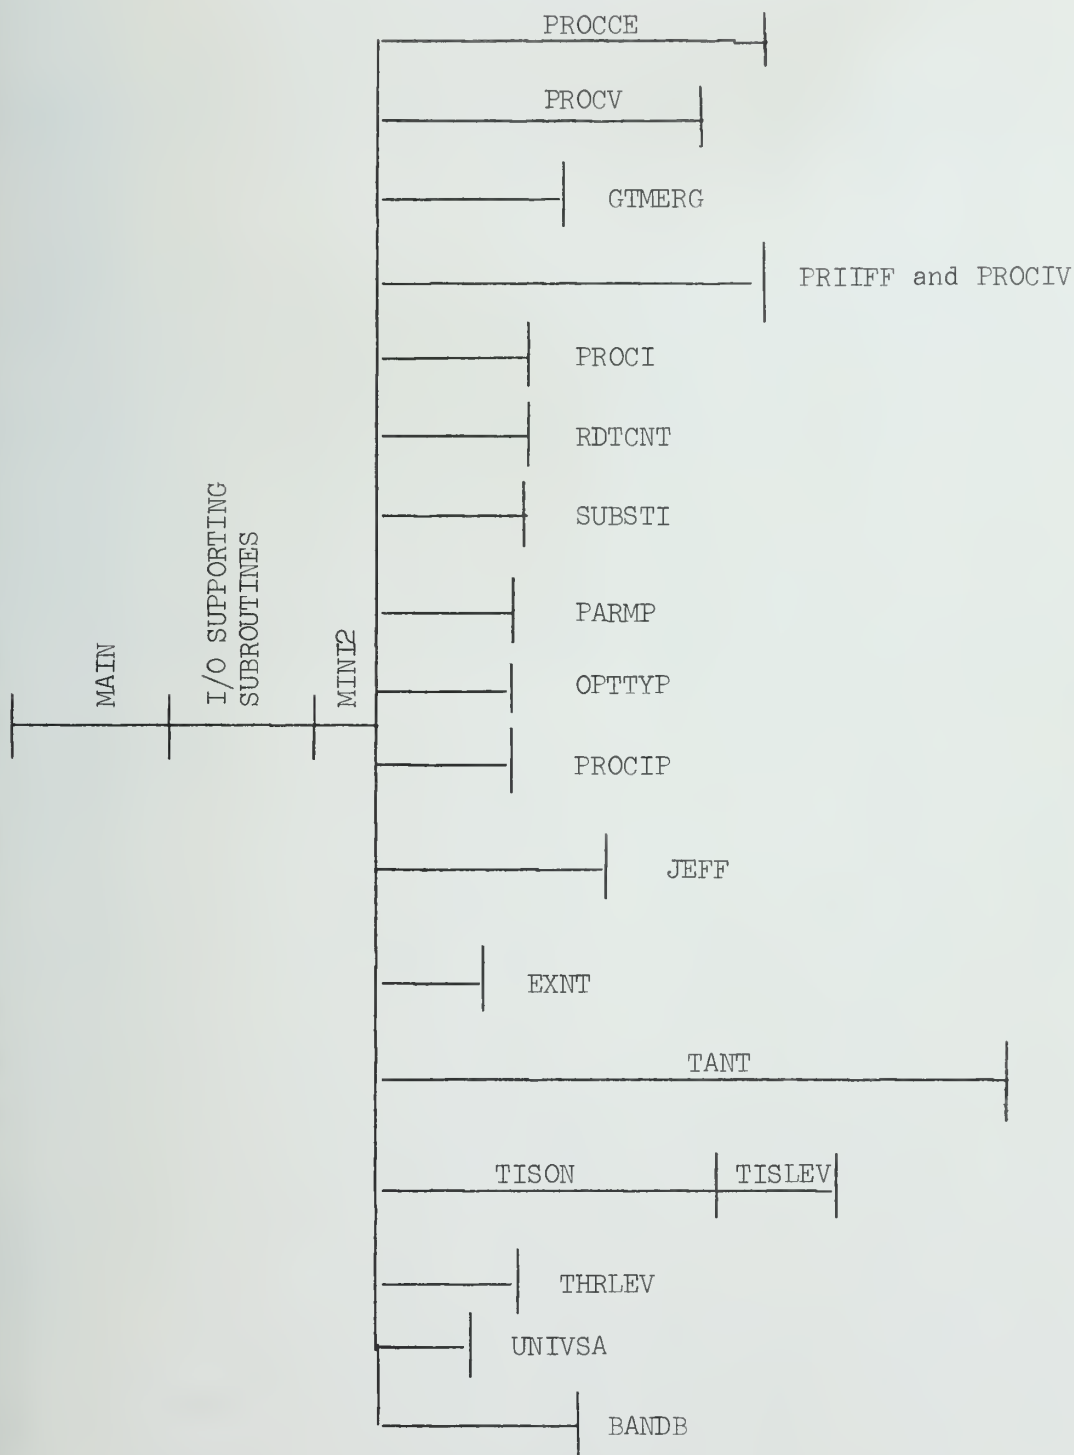 PROCCE
PROCV
GTMERG
PRIIFF and PROCIV
PROCI
RDTCNT
SUBSTI
PARMP
OPTTYP
PROCIP
MAIN
I/O SUPPORTING
SUBROUTINES
MINI2
JEFF
EXNT
TANT
TISON
TISLEV
THRLEV
UNIVSA
BANDB